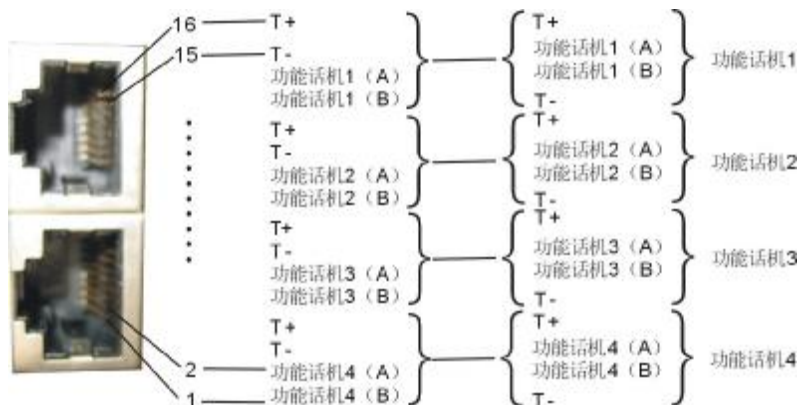 16 T+ T+
15 T- 功能话机1（A）
功能话机1（A） 功能话机1（B） 功能话机1
功能话机1（B） T-
T+ T+
T- 功能话机2（A）
功能话机2（A） 功能话机2（B） 功能话机2
功能话机2（B） T-
T+ T+
T- 功能话机3（A）
功能话机3（A） 功能话机3（B） 功能话机3
功能话机3（B） T-
T+ T+
T- 功能话机4（A）
2 功能话机4（A） 功能话机4（B） 功能话机4
1 功能话机4（B） T-